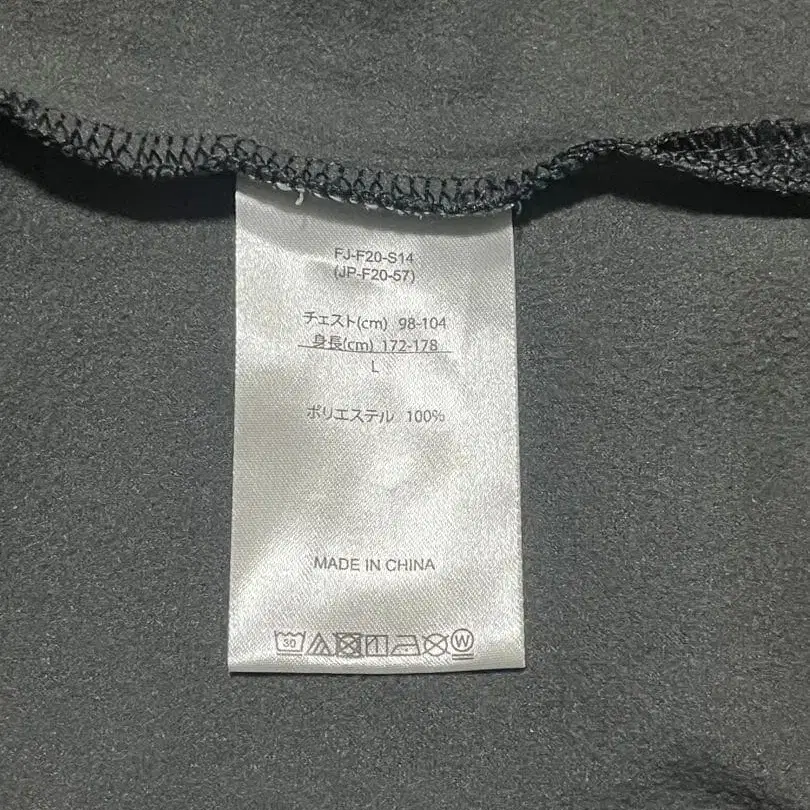 FJ-F20-S14
(JP-F20-57)
チェスト(cm) 98-104
身長(cm) 172-178
L
ポリエステル 100%
MADE IN CHINA
30
W